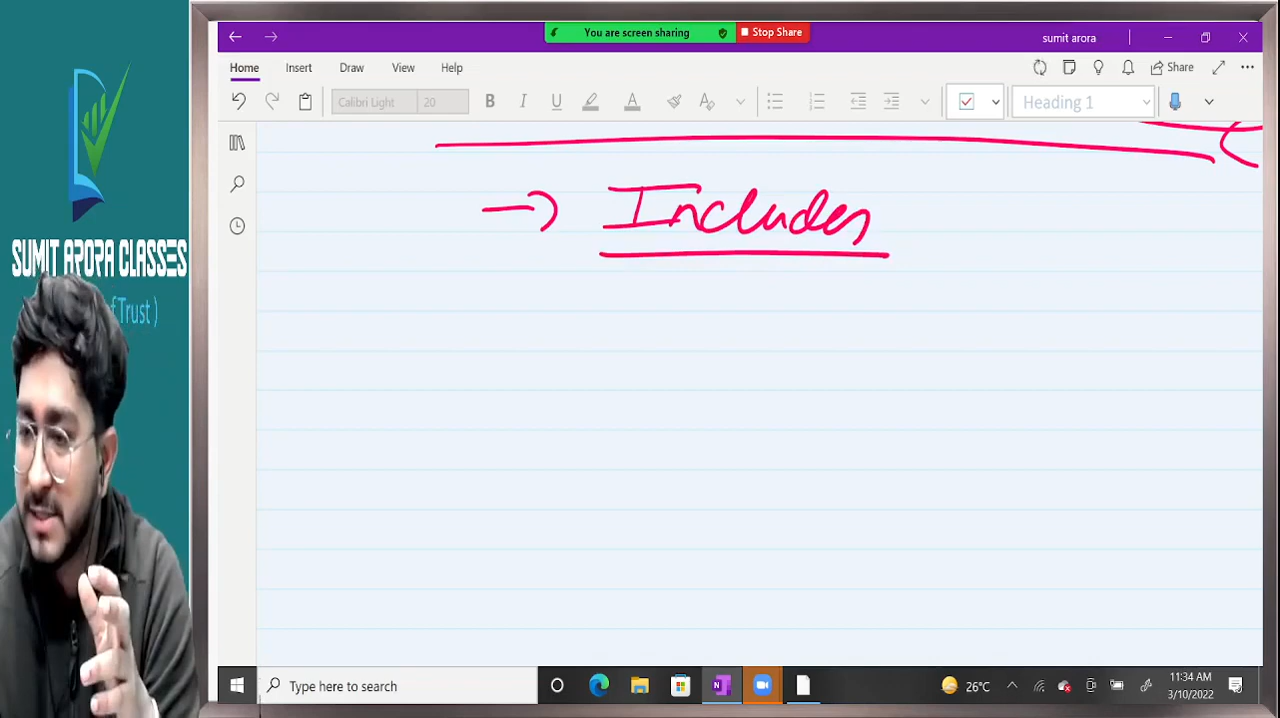 You are screen sharing Stop Share
sumit arora
Home Insert Draw View Help Share
Calibri Light 20 B I U A Heading 1
→ Includes
SUMIT ARORA CLASSES
of Trust )
Type here to search
26°C
11:34 AM
3/10/2022